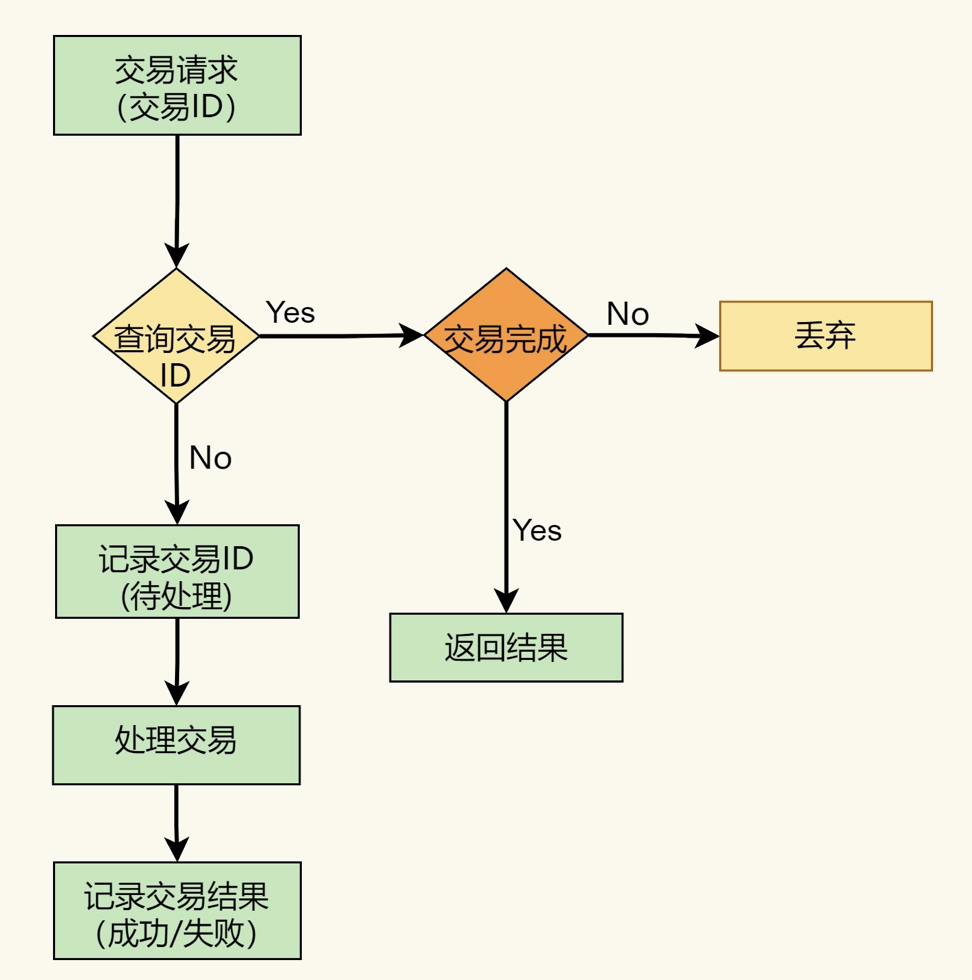 交易请求
（交易ID）
查询交易
ID
Yes
交易完成
No
丢弃
No
Yes
记录交易ID
(待处理)
返回结果
处理交易
记录交易结果
（成功/失败）